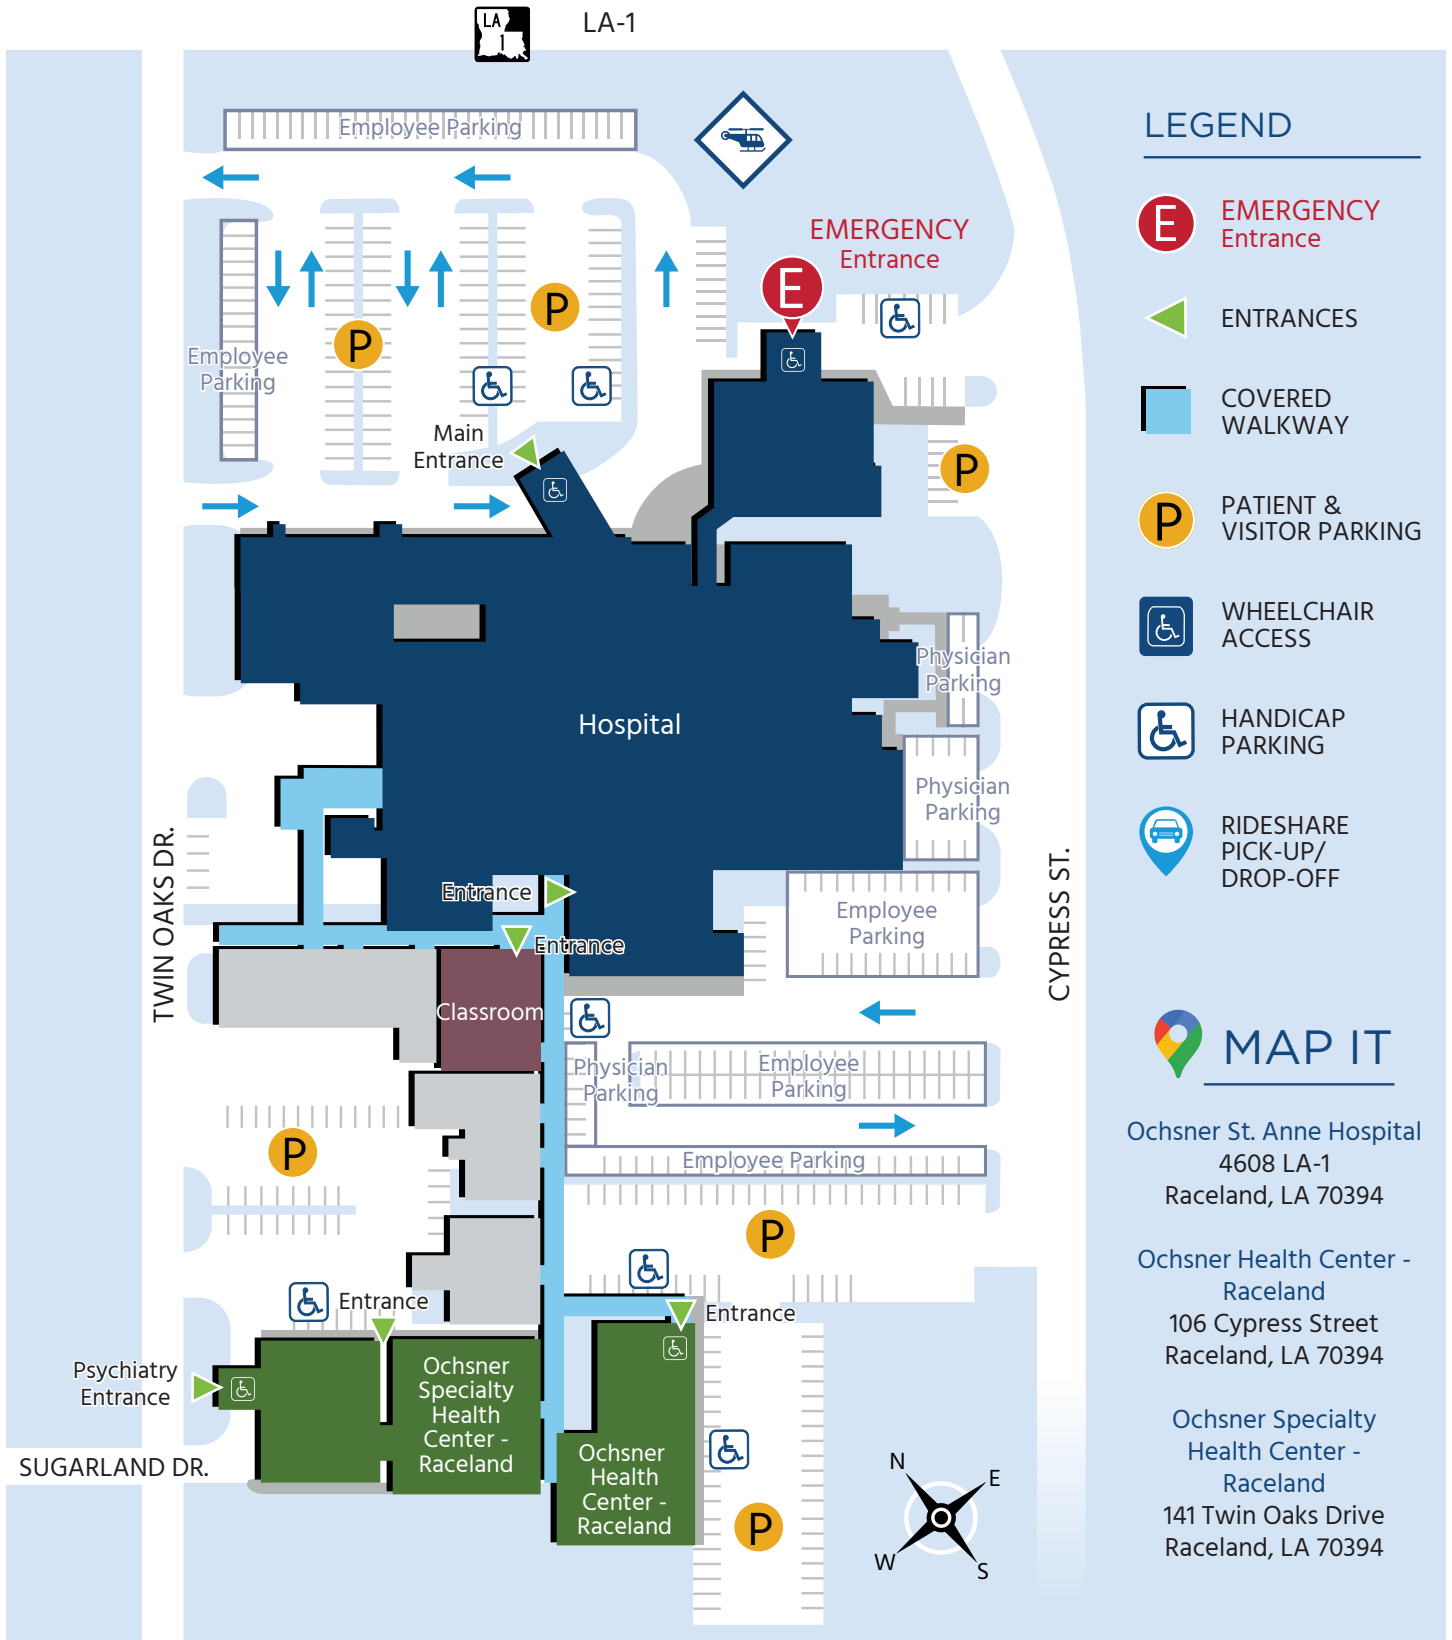 LA
1
LA-1
Employee Parking
EMERGENCY
Entrance
E
P
P
Employee
Parking
Main
Entrance
P
Physician
Parking
Hospital
Physician
Parking
TWIN OAKS DR.
CYPRESS ST.
Entrance
Employee
Parking
Entrance
Classroom
Physician
Parking
Employee
Parking
P
Employee Parking
P
Entrance
Entrance
Psychiatry
Entrance
Ochsner
Specialty
Health
Center -
Raceland
Ochsner
Health
Center -
Raceland
SUGARLAND DR.
P
N
E
W
S
LEGEND
E
EMERGENCY
Entrance
ENTRANCES
COVERED
WALKWAY
P
PATIENT &
VISITOR PARKING
WHEELCHAIR
ACCESS
HANDICAP
PARKING
RIDESHARE
PICK-UP/
DROP-OFF
MAP IT
Ochsner St. Anne Hospital
4608 LA-1
Raceland, LA 70394
Ochsner Health Center -
Raceland
106 Cypress Street
Raceland, LA 70394
Ochsner Specialty
Health Center -
Raceland
141 Twin Oaks Drive
Raceland, LA 70394